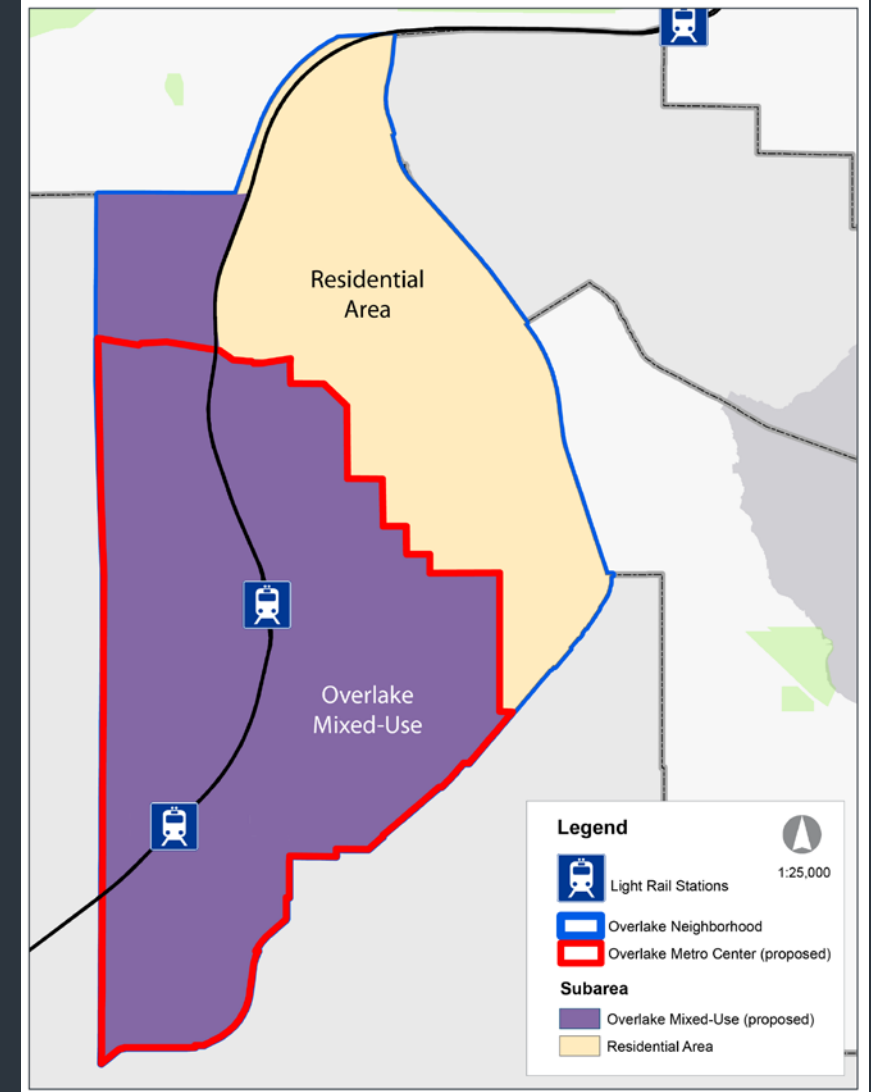 Residential
Area
Overlake
Mixed-Use
Legend
1:25,000
Light Rail Stations
Overlake Neighborhood
Overlake Metro Center (proposed)
Subarea
Overlake Mixed-Use (proposed)
Residential Area